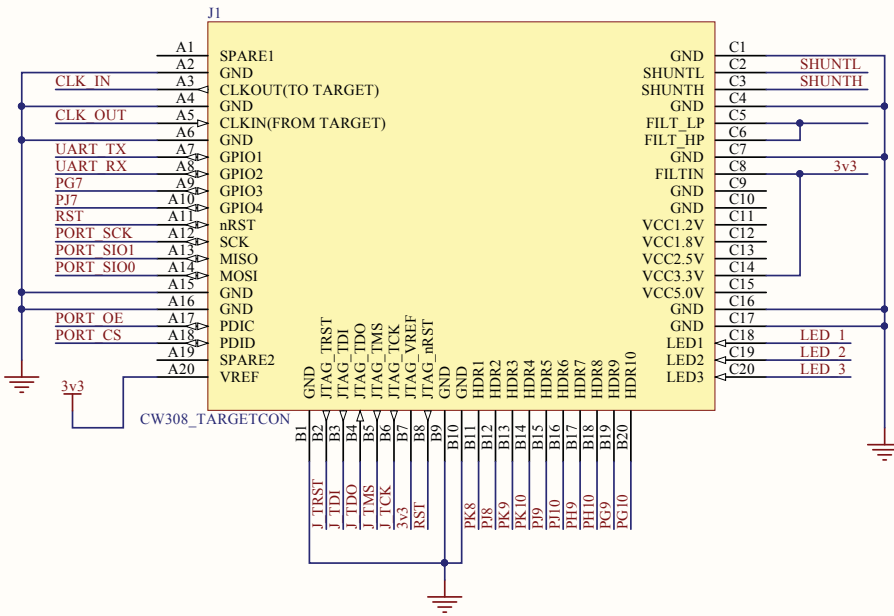 J1
A1 SPARE1
A2 GND
CLK_IN A3 CLKOUT(TO TARGET)
A4 GND
CLK_OUT A5 CLKIN(FROM TARGET)
A6 GND
UART_TX A7 GPIO1
UART_RX A8 GPIO2
PG7 A9 GPIO3
PJ7 A10 GPIO4
RST A11 nRST
PORT_SCK A12 SCK
PORT_SIO1 A13 MISO
PORT_SIO0 A14 MOSI
A15 GND
A16 GND
PORT_OE A17 PDIC
PORT_CS A18 PDID
A19 SPARE2
A20 VREF
3v3
GND C1
SHUNTL C2 SHUNTL
SHUNTH C3 SHUNTH
GND C4
FILT_LP C5
FILT_HP C6
GND C7
FILTIN C8 3v3
GND C9
GND C10
VCC1.2V C11
VCC1.8V C12
VCC2.5V C13
VCC3.3V C14
VCC5.0V C15
GND C16
GND C17
LED1 C18 LED_1
LED2 C19 LED_2
LED3 C20 LED_3
CW308_TARGETCON
GND B1
JTAG_TRST B2 J_TRST
JTAG_TDI B3 J_TDI
JTAG_TDO B4 J_TDO
JTAG_TMS B5 J_TMS
JTAG_TCK B6 J_TCK
JTAG_VREF B7 3v3
JTAG_nRST B8 RST
GND B9
GND B10
HDR1 B11 PK8
HDR2 B12 PJ8
HDR3 B13 PK9
HDR4 B14 PK10
HDR5 B15 PJ9
HDR6 B16 PJ10
HDR7 B17 PH9
HDR8 B18 PH10
HDR9 B19 PG9
HDR10 B20 PG10